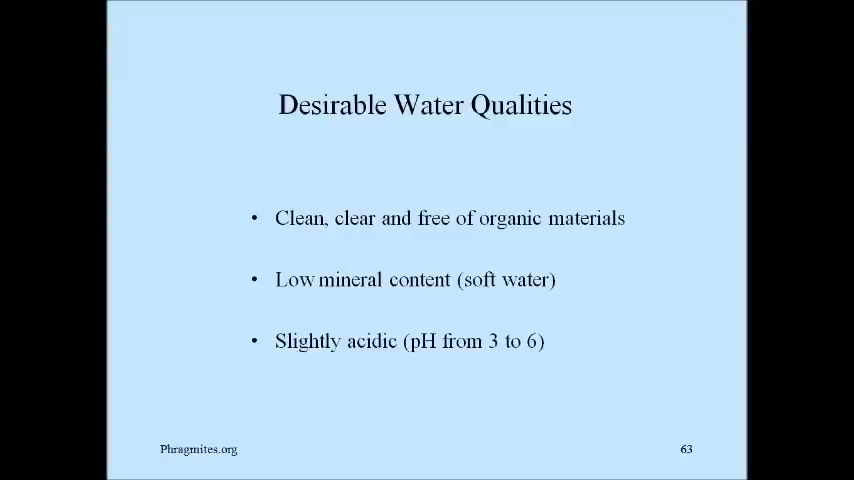 Desirable Water Qualities
• Clean, clear and free of organic materials
• Low mineral content (soft water)
• Slightly acidic (pH from 3 to 6)
Phragmites.org
63